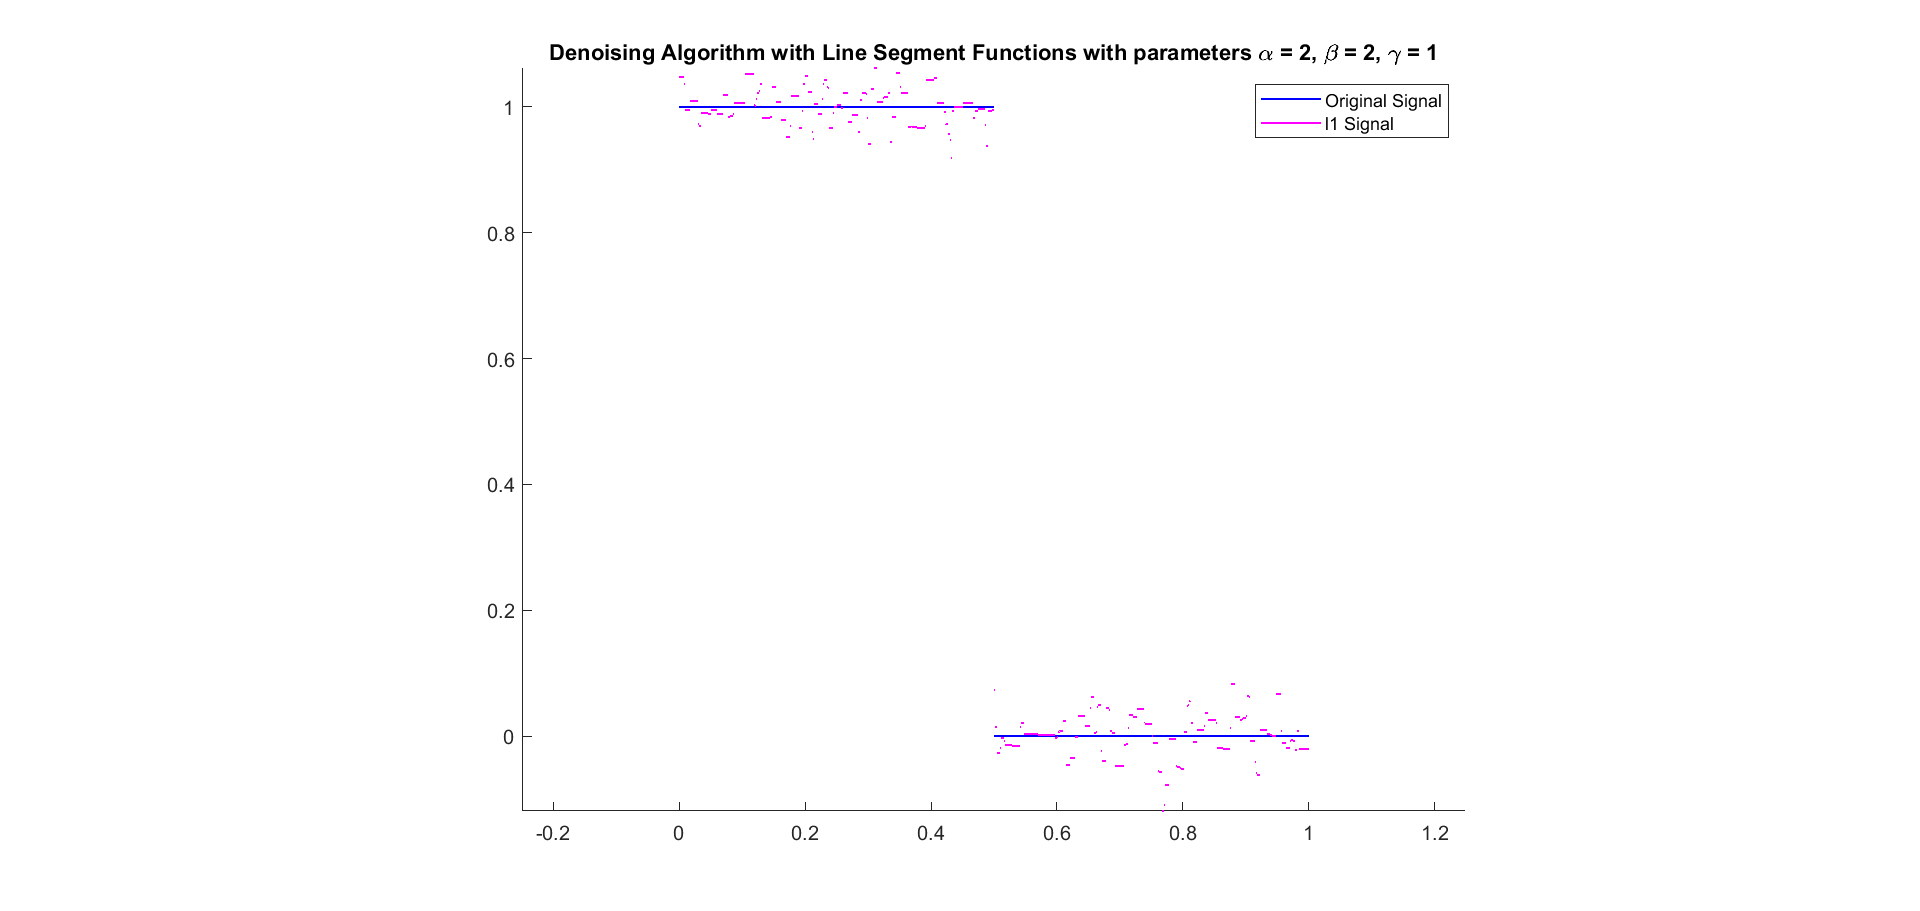 Denoising Algorithm with Line Segment Functions with parameters α = 2, β = 2, γ = 1
Original Signal
l1 Signal
1
0.8
0.6
0.4
0.2
0
-0.2 0 0.2 0.4 0.6 0.8 1 1.2